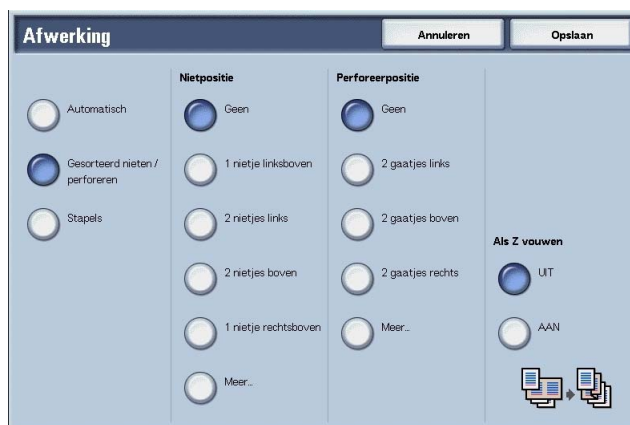 Afwerking
Annuleren
Opslaan
Automatisch
Gesorteerd nieten /
perforeren
Stapels
Nietpositie
Geen
1 nietje linksboven
2 nietjes links
2 nietjes boven
1 nietje rechtsboven
Meer...
Perforeerpositie
Geen
2 gaatjes links
2 gaatjes boven
2 gaatjes rechts
Meer...
Als Z vouwen
UIT
AAN